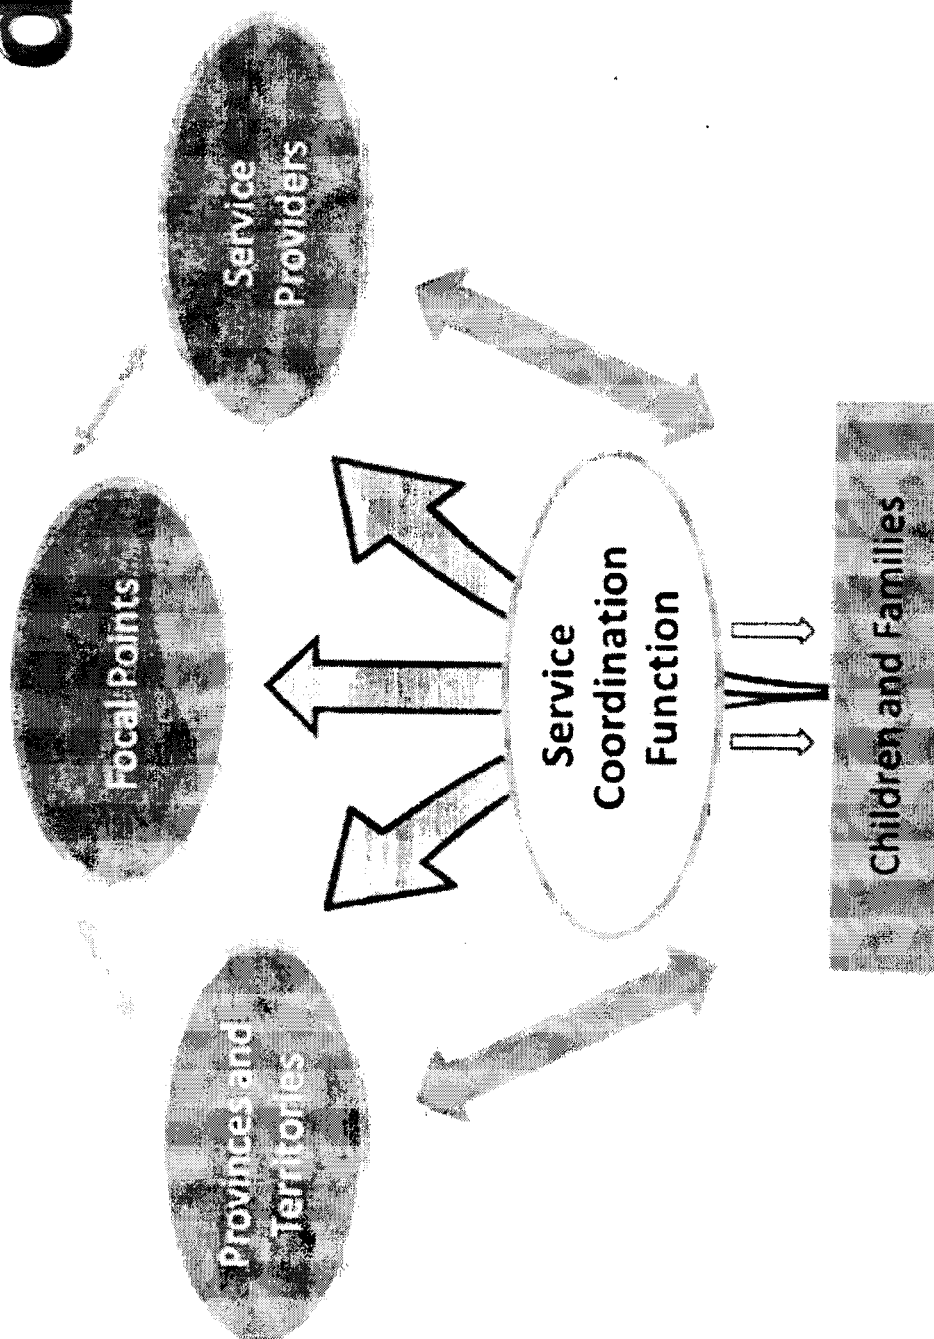 Focal Points
Provinces and
Territories
Service
Providers
Service
Coordination
Function
Children and Families